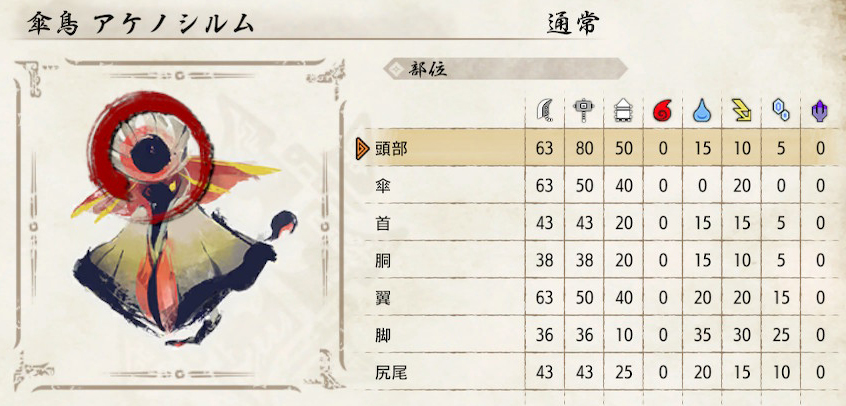 傘鳥 アケノシルム 通常
部位
頭部 63 80 50 0 15 10 5 0
傘 63 50 40 0 0 20 0 0
首 43 43 20 0 15 15 5 0
胴 38 38 20 0 15 10 5 0
翼 63 50 40 0 20 20 15 0
脚 36 36 10 0 35 30 25 0
尻尾 43 43 25 0 20 15 10 0